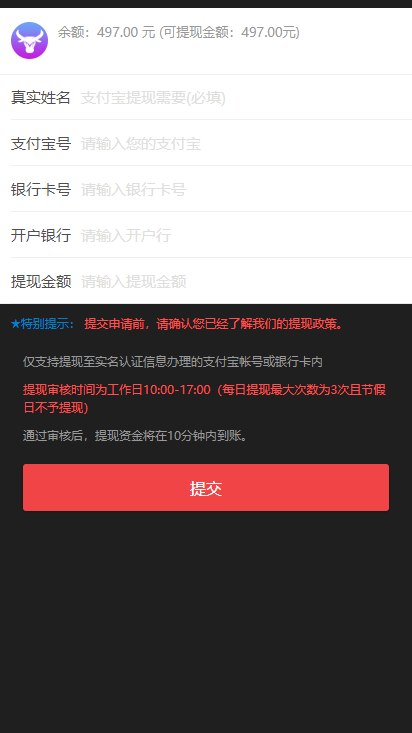 余额：497.00 元 (可提现金额：497.00元)
真实姓名 支付宝提现需要(必填)
支付宝号 请输入您的支付宝
银行卡号 请输入银行卡号
开户银行 请输入开户行
提现金额 请输入提现金额
★特别提示： 提交申请前，请确认您已经了解我们的提现政策。
仅支持提现至实名认证信息办理的支付宝帐号或银行卡内
提现审核时间为工作日10:00-17:00（每日提现最大次数为3次且节假
日不予提现）
通过审核后，提现资金将在10分钟内到账。
提交